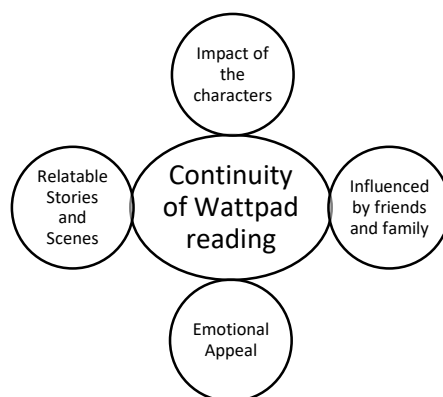 Impact of
the
characters
Relatable
Stories
and
Scenes
Continuity
of Wattpad
reading
Influenced
by friends
and family
Emotional
Appeal